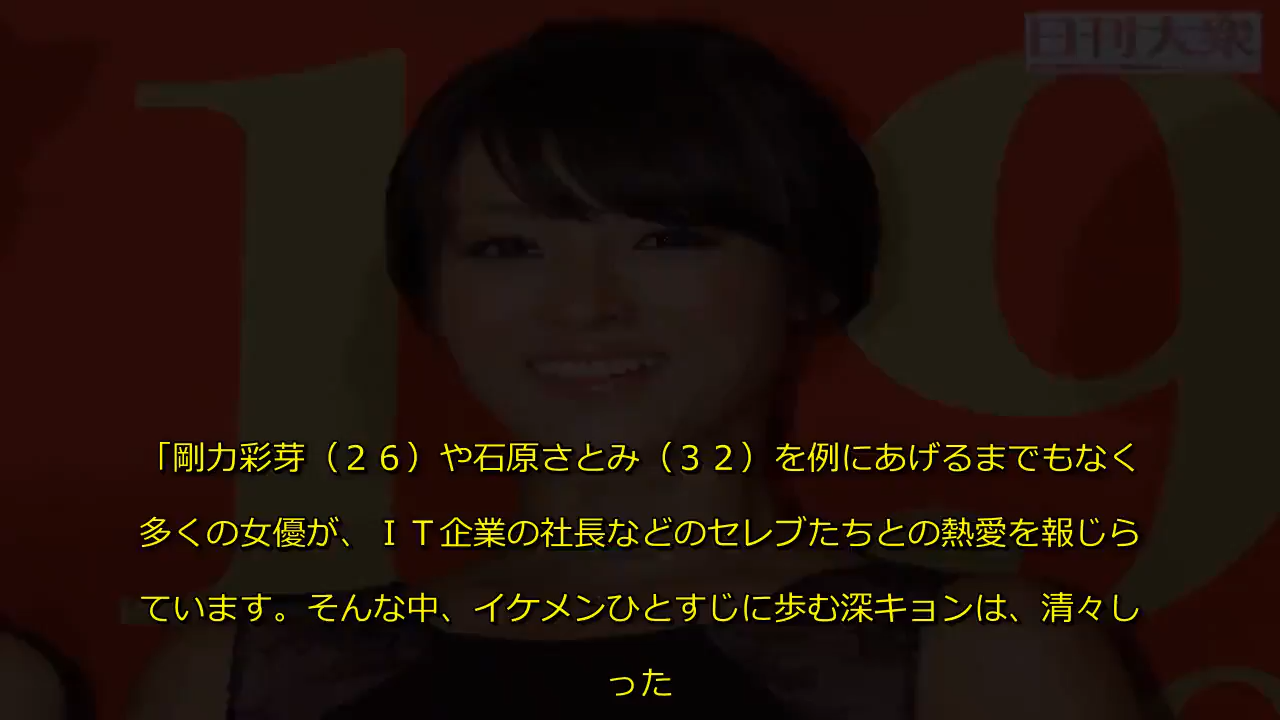 日刊大衆
「剛力彩芽（２６）や石原さとみ（３２）を例にあげるまでもなく
多くの女優が、ＩＴ企業の社長などのセレブたちとの熱愛を報じら
ています。そんな中、イケメンひとすじに歩む深キョンは、清々し
った
19